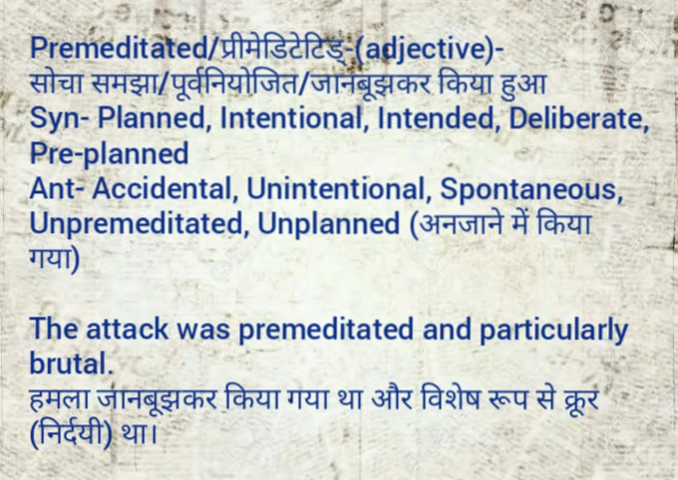 Premeditated/प्रीमेडिटेटिड्-(adjective)-
सोचा समझा/पूर्वनियोजित/जानबूझकर किया हुआ
Syn- Planned, Intentional, Intended, Deliberate,
Pre-planned
Ant- Accidental, Unintentional, Spontaneous,
Unpremeditated, Unplanned (अनजाने में किया
गया)
The attack was premeditated and particularly
brutal.
हमला जानबूझकर किया गया था और विशेष रूप से क्रूर
(निर्दयी) था।